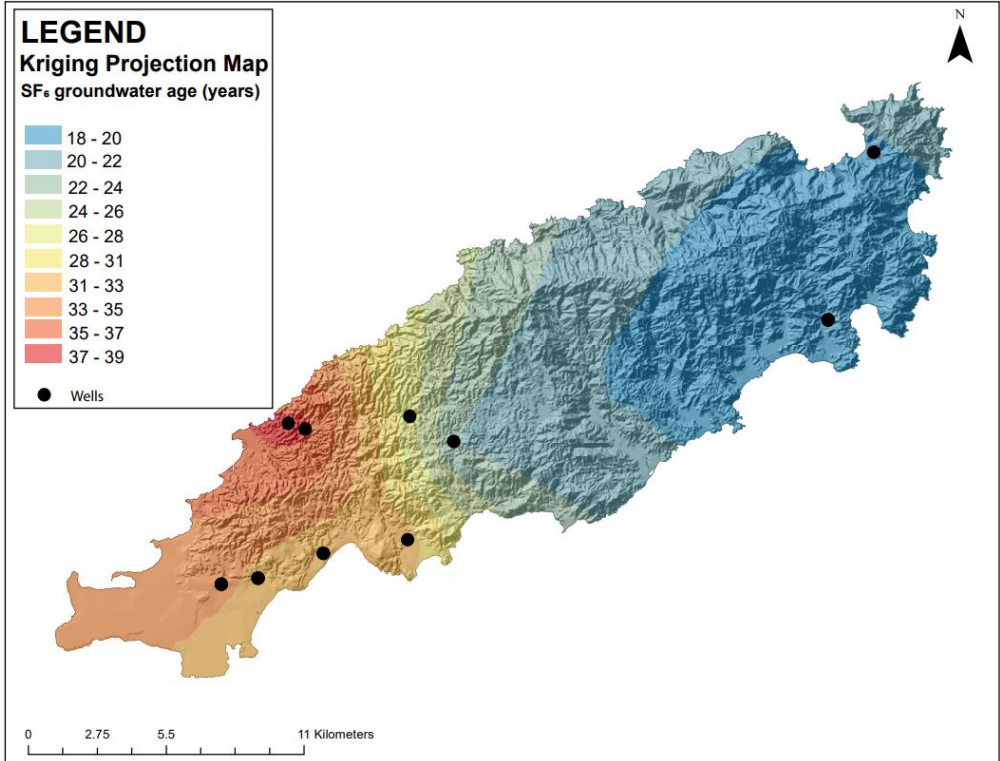 LEGEND
Kriging Projection Map
SF₆ groundwater age (years)
18 - 20
20 - 22
22 - 24
24 - 26
26 - 28
28 - 31
31 - 33
33 - 35
35 - 37
37 - 39
Wells
N
0 2.75 5.5 11 Kilometers